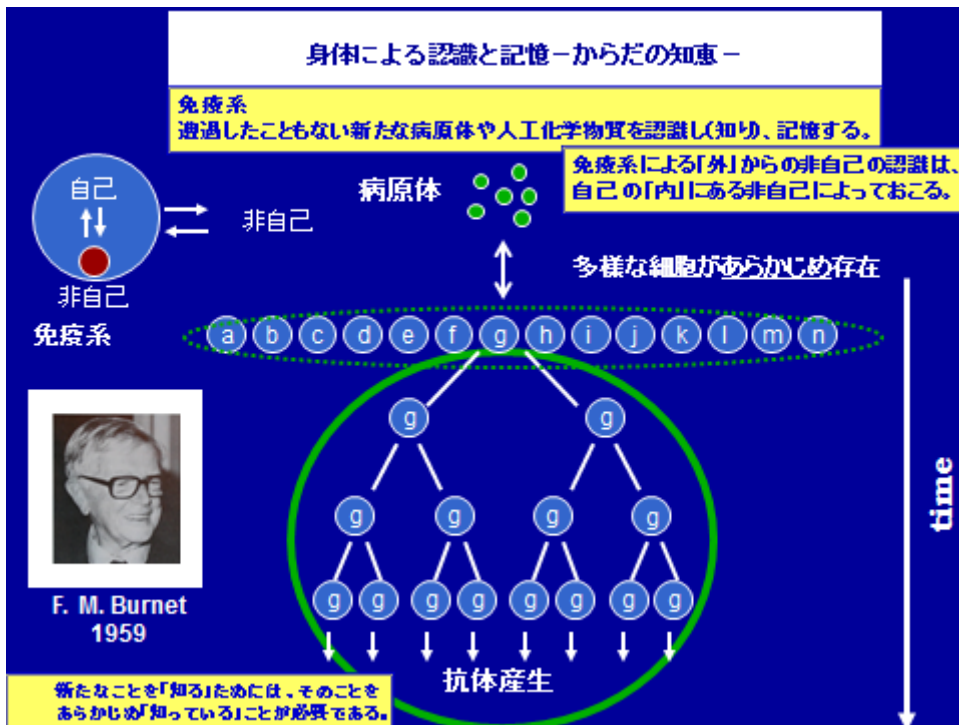 身体による認識と記憶－からだの知恵－
免疫系
遭遇したこともない新たな病原体や人工化学物質を認識し(知り)、記憶する。
免疫系による「外」からの非自己の認識は、
自己の「内」にある非自己によっておこる。
病原体
自己
非自己
非自己
免疫系
多様な細胞があらかじめ存在
a b c d e f g h i j k l m n
g g
g g g g
g g g g g g g g
抗体産生
time
F. M. Burnet
1959
新たなことを「知る」ためには、そのことを
あらかじめ「知っている」ことが必要である。